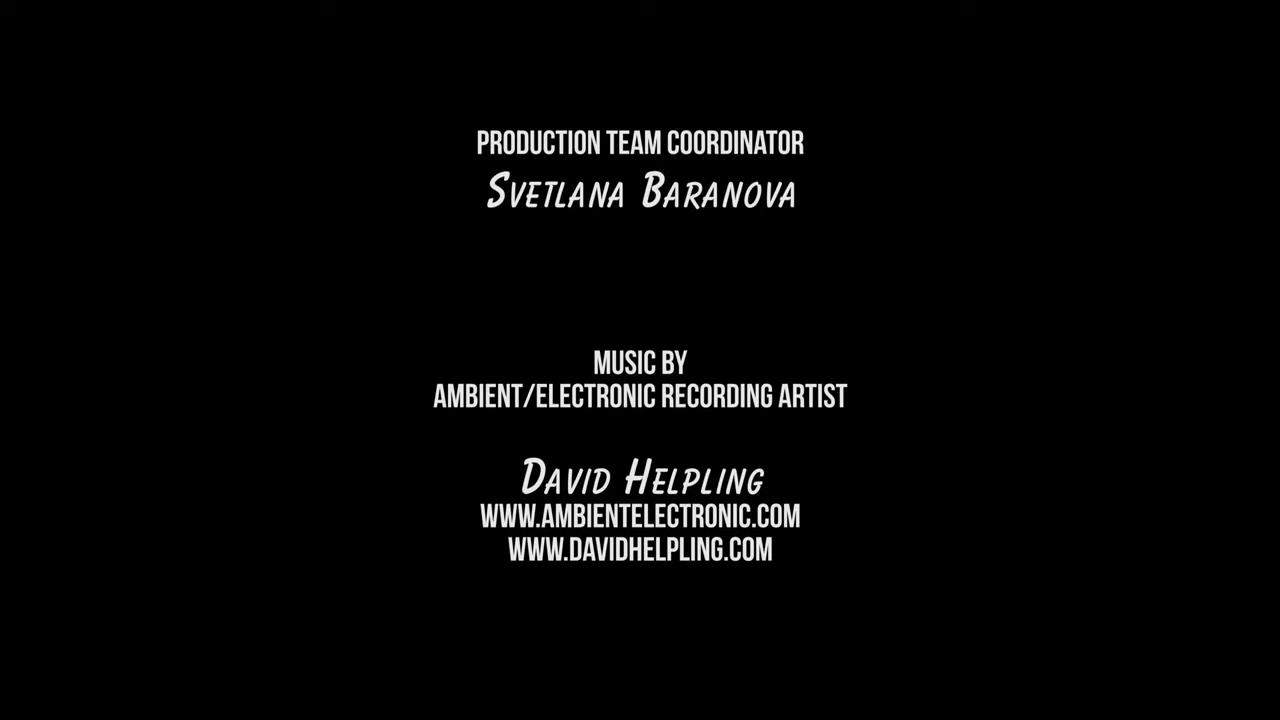 PRODUCTION TEAM COORDINATOR
SVETLANA BARANOVA
MUSIC BY
AMBIENT/ELECTRONIC RECORDING ARTIST
DAVID HELPLING
WWW.AMBIENTELECTRONIC.COM
WWW.DAVIDHELPLING.COM